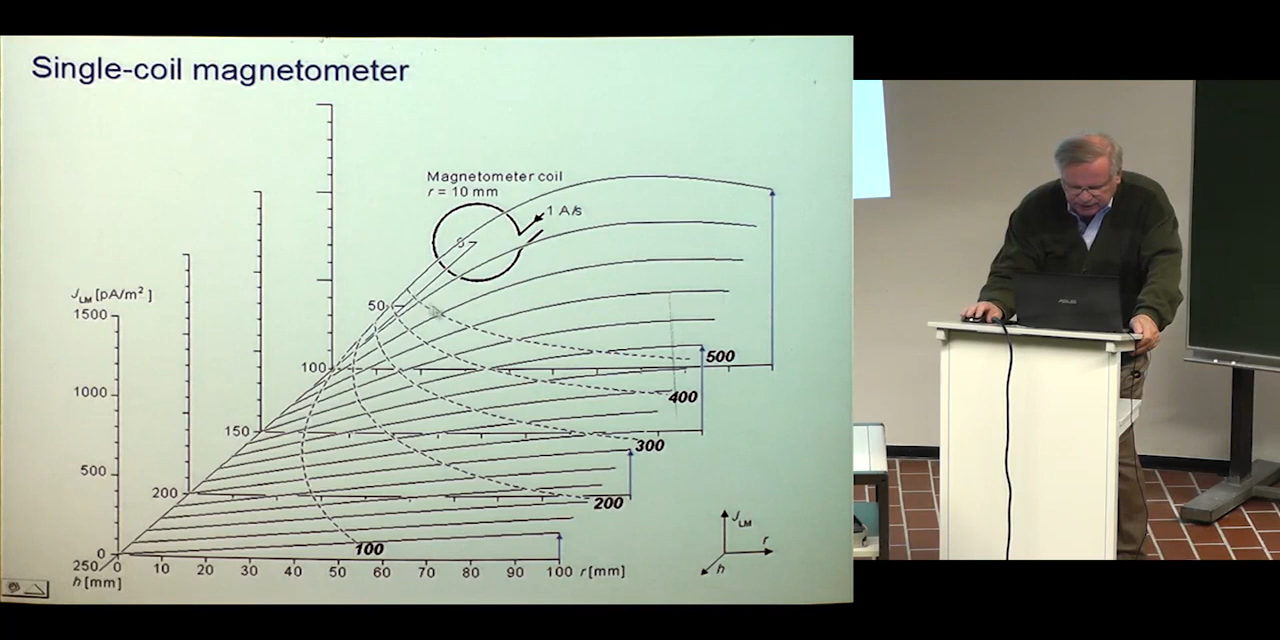 Single-coil magnetometer
Magnetometer coil
r = 10 mm
1 A/s
J_LM [pA/m²]
1500
1000
500
0
50
100
150
200
250
h [mm]
0 10 20 30 40 50 60 70 80 90 100 r [mm]
500
400
300
200
100
J_LM
r
h
ASUS